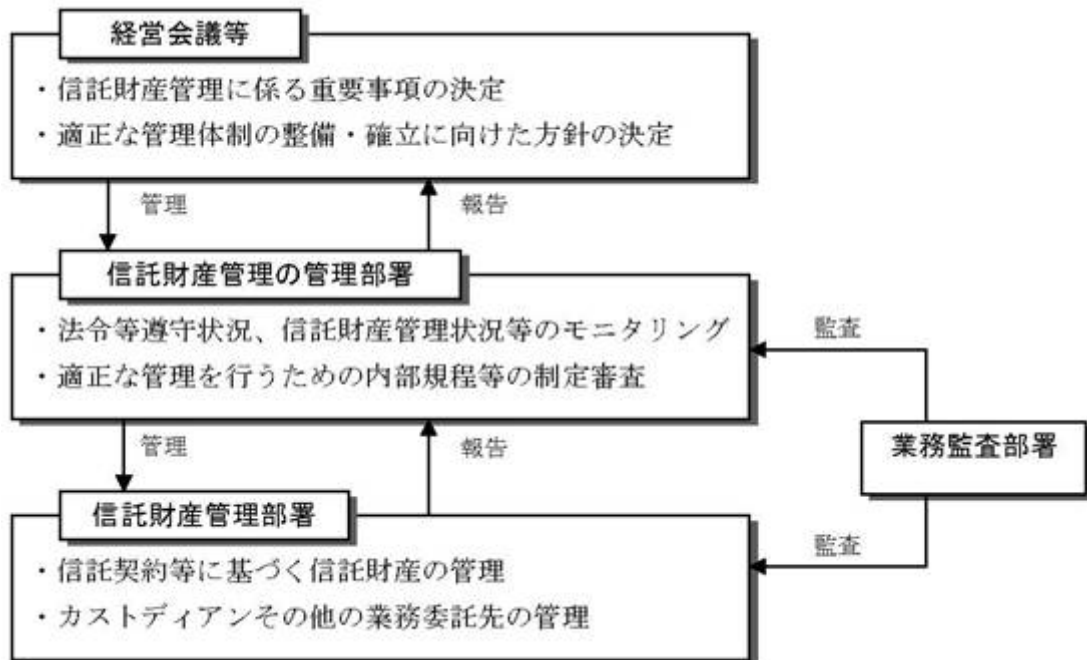 経営会議等
・信託財産管理に係る重要事項の決定
・適正な管理体制の整備・確立に向けた方針の決定
管理
報告
信託財産管理の管理部署
・法令等遵守状況、信託財産管理状況等のモニタリング
・適正な管理を行うための内部規程等の制定審査
監査
管理
報告
業務監査部署
信託財産管理部署
監査
・信託契約等に基づく信託財産の管理
・カストディアンその他の業務委託先の管理